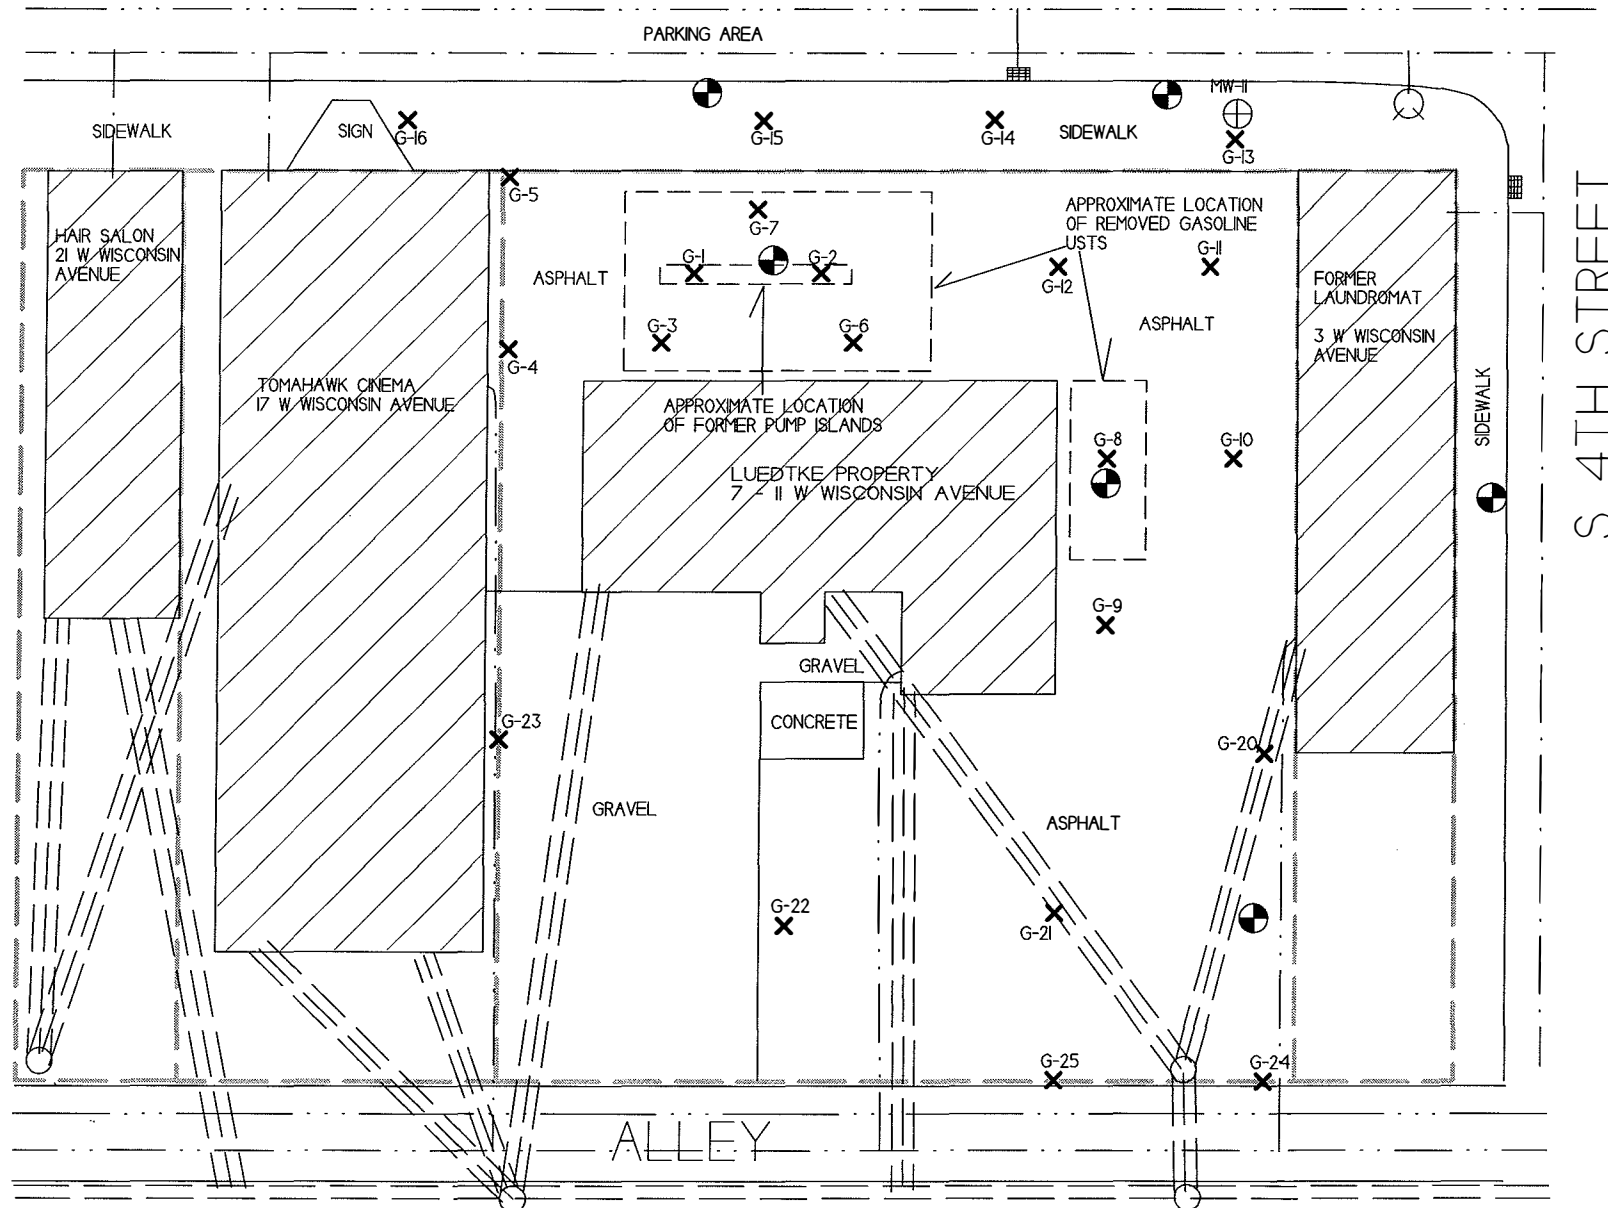 PARKING AREA
MW-11
SIDEWALK
SIGN
G-16
G-15
G-14
SIDEWALK
G-13
G-5
HAIR SALON
21 W WISCONSIN
AVENUE
ASPHALT
G-7
G-1
G-2
APPROXIMATE LOCATION
OF REMOVED GASOLINE
USTS
G-11
G-12
FORMER
LAUNDROMAT
3 W WISCONSIN
AVENUE
ASPHALT
S 4TH STREET
G-3
G-6
G-4
TOMAHAWK CINEMA
17 W WISCONSIN AVENUE
APPROXIMATE LOCATION
OF FORMER PUMP ISLANDS
SIDEWALK
G-8
G-10
LUEDTKE PROPERTY
7 - 11 W WISCONSIN AVENUE
G-9
GRAVEL
G-23
CONCRETE
G-20
GRAVEL
ASPHALT
G-22
G-21
G-25
G-24
ALLEY